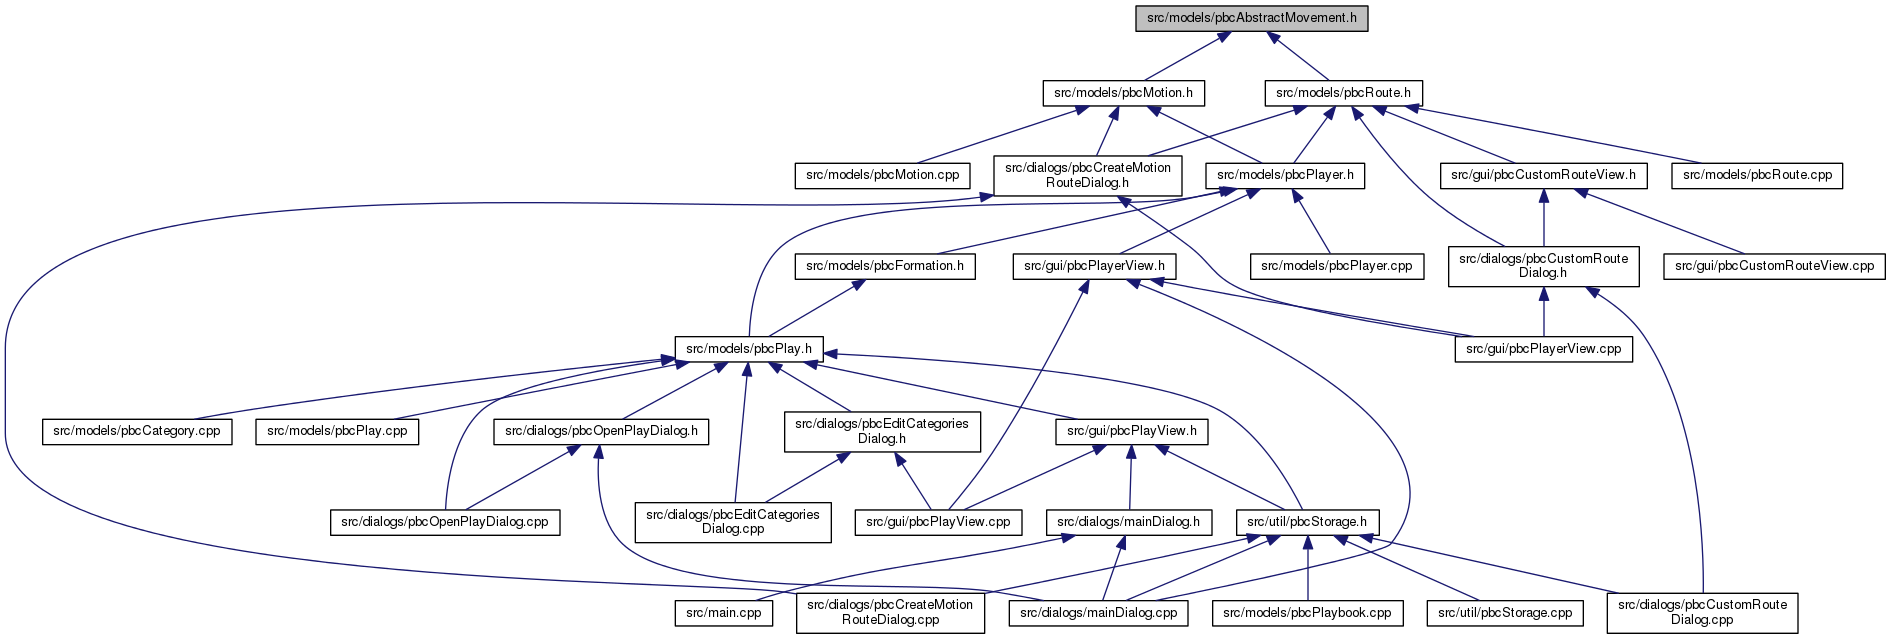 src/models/pbcAbstractMovement.h
src/models/pbcMotion.h
src/models/pbcRoute.h
src/models/pbcMotion.cpp
src/dialogs/pbcCreateMotion
RouteDialog.h
src/models/pbcPlayer.h
src/gui/pbcCustomRouteView.h
src/models/pbcRoute.cpp
src/models/pbcFormation.h
src/gui/pbcPlayerView.h
src/models/pbcPlayer.cpp
src/dialogs/pbcCustomRoute
Dialog.h
src/gui/pbcCustomRouteView.cpp
src/models/pbcPlay.h
src/gui/pbcPlayerView.cpp
src/models/pbcCategory.cpp
src/models/pbcPlay.cpp
src/dialogs/pbcOpenPlayDialog.h
src/dialogs/pbcEditCategories
Dialog.h
src/gui/pbcPlayView.h
src/dialogs/pbcOpenPlayDialog.cpp
src/dialogs/pbcEditCategories
Dialog.cpp
src/gui/pbcPlayView.cpp
src/dialogs/mainDialog.h
src/util/pbcStorage.h
src/main.cpp
src/dialogs/pbcCreateMotion
RouteDialog.cpp
src/dialogs/mainDialog.cpp
src/models/pbcPlaybook.cpp
src/util/pbcStorage.cpp
src/dialogs/pbcCustomRoute
Dialog.cpp